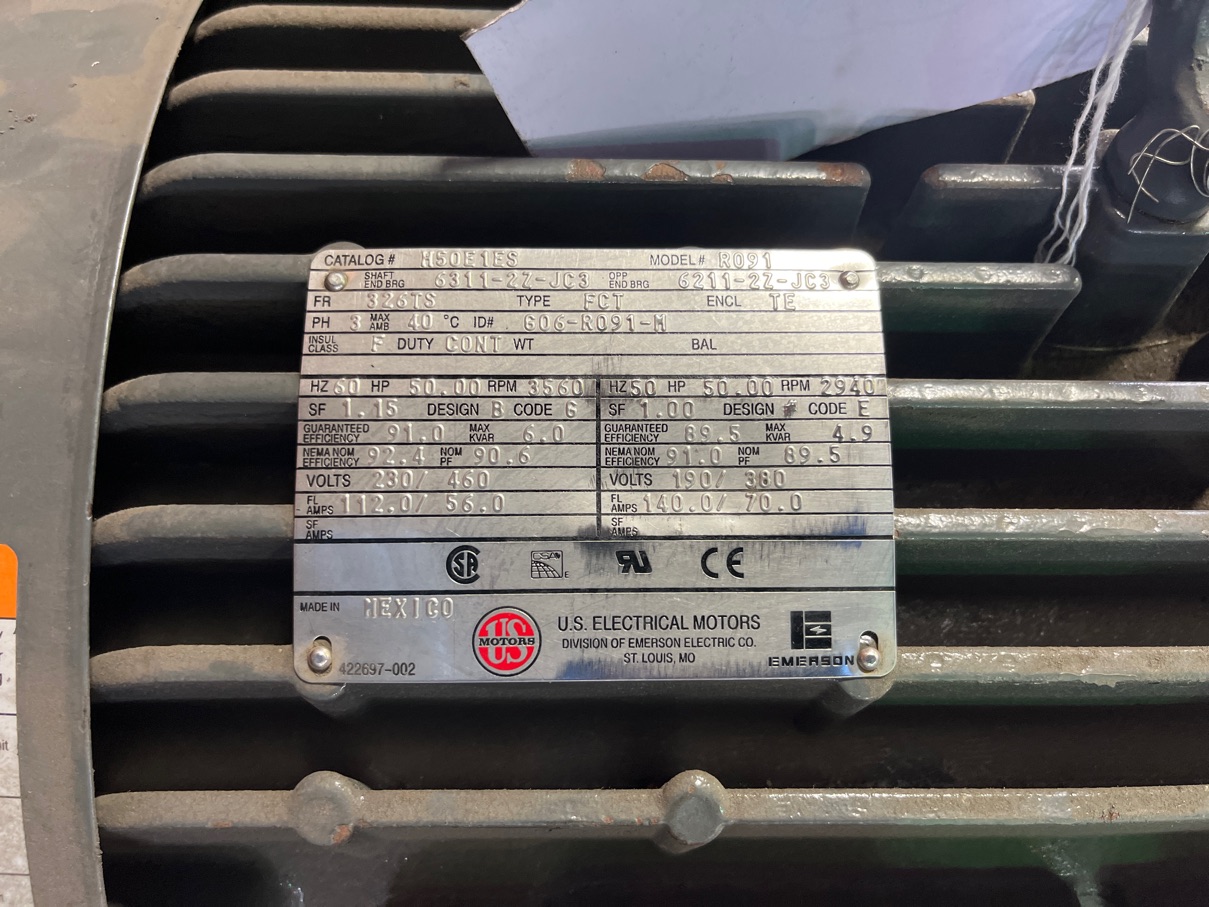 CATALOG # H50E1ES MODEL# R091
SHAFT END BRG 6311-2Z-JC3 OPP END BRG 6211-2Z-JC3
FR 326TS TYPE FCT ENCL TE
PH 3 MAX AMB 40 °C ID# G06-R091-M
INSUL CLASS F DUTY CONT WT BAL
HZ 60 HP 50.00 RPM 3560 HZ 50 HP 50.00 RPM 2940
SF 1.15 DESIGN B CODE G SF 1.00 DESIGN CODE E
GUARANTEED EFFICIENCY 91.0 MAX KVAR 6.0 GUARANTEED EFFICIENCY 89.5 MAX KVAR 4.9
NEMA NOM EFFICIENCY 92.4 NOM PF 90.6 NEMA NOM EFFICIENCY 91.0 NOM PF 89.5
VOLTS 230/ 460 VOLTS 190/ 380
FL AMPS 112.0/ 56.0 FL AMPS 140.0/ 70.0
SF AMPS SF AMPS
CE
MADE IN MEXICO
US MOTORS
U.S. ELECTRICAL MOTORS
DIVISION OF EMERSON ELECTRIC CO.
ST. LOUIS, MO
EMERSON
422697-002